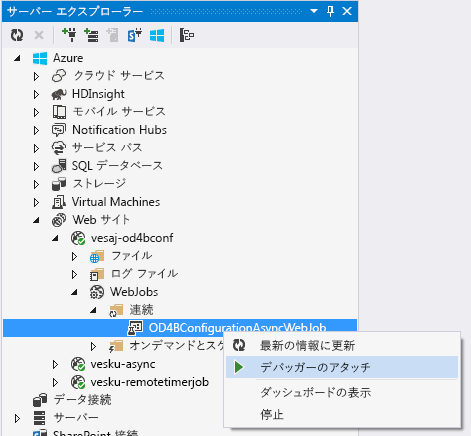 サーバー エクスプローラー
Azure
クラウド サービス
HDInsight
モバイル サービス
Notification Hubs
サービス バス
SQL データベース
ストレージ
Virtual Machines
Web サイト
vesaj-od4bconf
ファイル
ログ ファイル
WebJobs
連続
OD4BConfigurationAsyncWebJob
オンデマンドとスケ
vesku-async
vesku-remotetimerjob
データ接続
サーバー
SharePoint 接続
最新の情報に更新
デバッガーのアタッチ
ダッシュボードの表示
停止